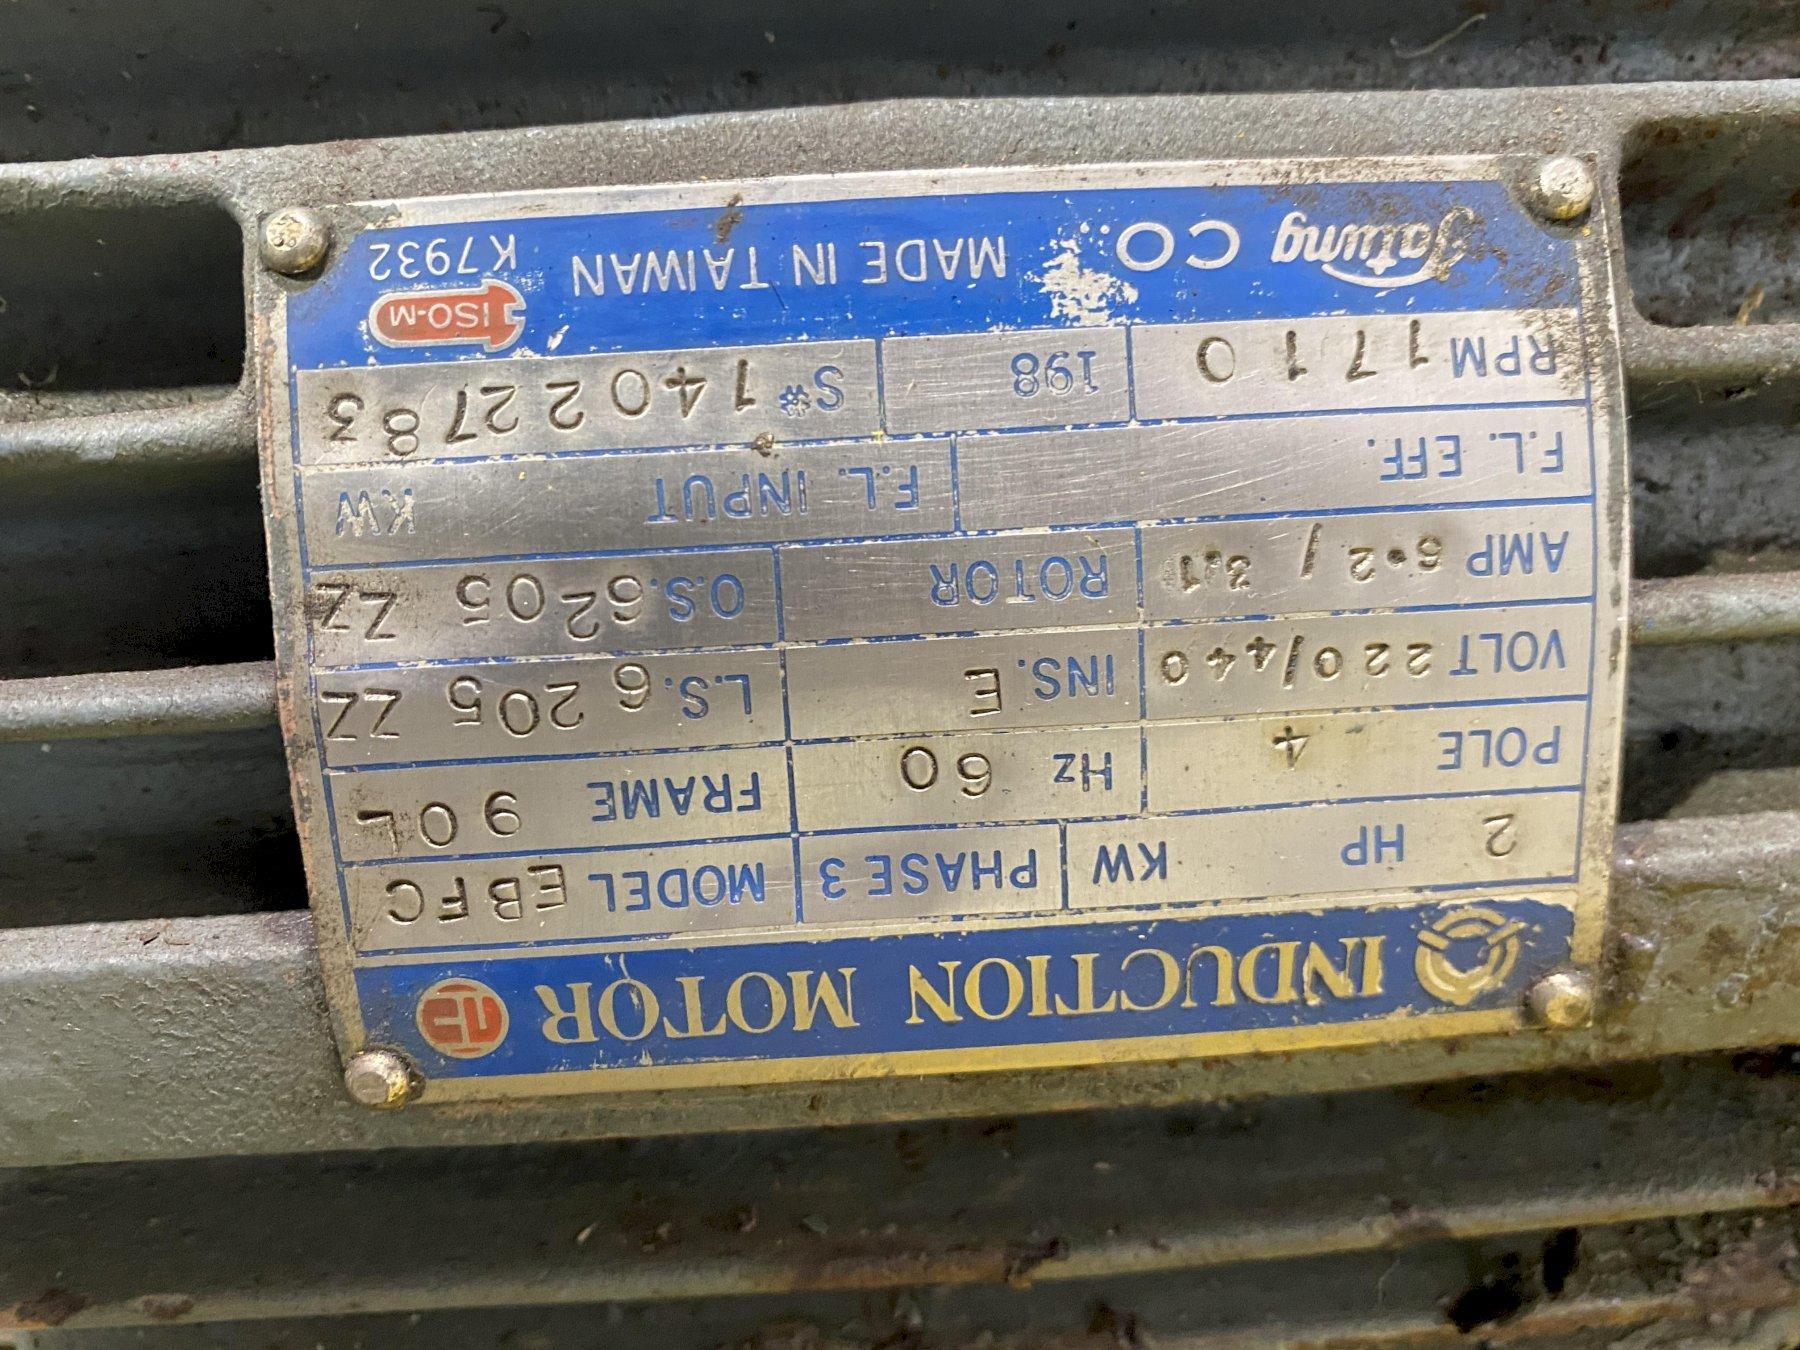 INDUCTION MOTOR
2 HP KW PHASE 3 MODEL EBFC
POLE 4 Hz 60 FRAME 90L
VOLT 220/440 INS. E L.S. 6205 ZZ
AMP 6.2 / 3.1 ROTOR O.S. 6205 ZZ
F.L. EFF. F.L. INPUT KW
RPM 1710 198 S# 14022783
ISO-M
Tatung CO. MADE IN TAIWAN K7932